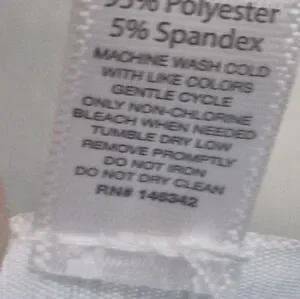 95% Polyester
5% Spandex
MACHINE WASH COLD
WITH LIKE COLORS
GENTLE CYCLE
ONLY NON-CHLORINE
BLEACH WHEN NEEDED
TUMBLE DRY LOW
REMOVE PROMPTLY
DO NOT IRON
DO NOT DRY CLEAN
RN# 146342